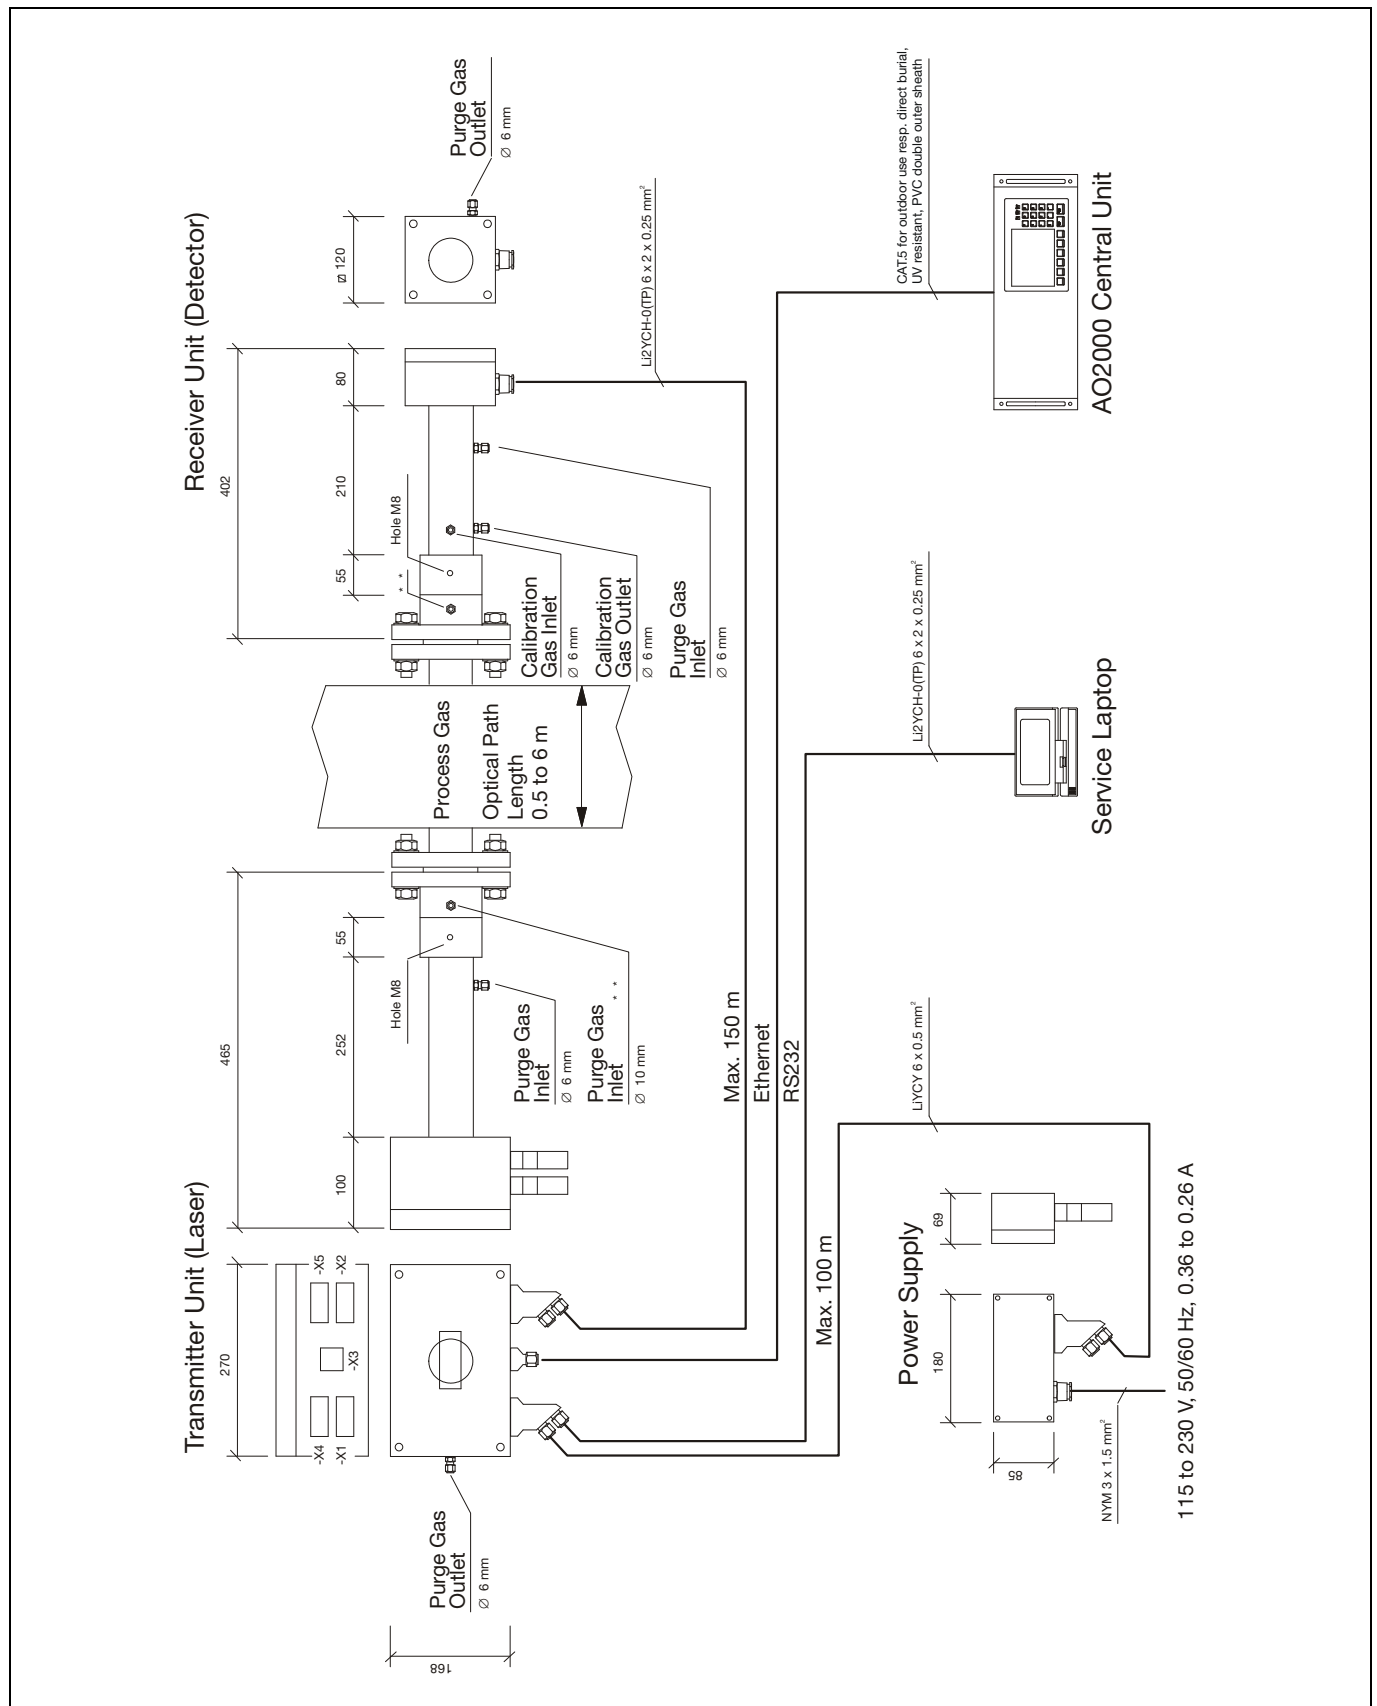 Transmitter Unit (Laser)
270
-X4
-X1
-X3
-X5
-X2
Purge Gas
Outlet
Ø 6 mm
168
465
100
252
55
Hole M8
Purge Gas
Inlet
Ø 6 mm
Purge Gas * *
Inlet
Ø 10 mm
Process Gas
Optical Path
Length
0.5 to 6 m
Receiver Unit (Detector)
402
55
210
80
* *
Hole M8
Calibration
Gas Inlet
Ø 6 mm
Calibration
Gas Outlet
Ø 6 mm
Purge Gas
Inlet
Ø 6 mm
120
Purge Gas
Outlet
Ø 6 mm
Max. 150 m
Ethernet
RS232
Max. 100 m
Li2YCH-0(TP) 6 x 2 x 0.25 mm²
CAT.5 for outdoor use resp. direct burial,
UV resistant, PVC double outer sheath
Li2YCH-0(TP) 6 x 2 x 0.25 mm²
LiYCY 6 x 0.5 mm²
Power Supply
180
69
85
NYM 3 x 1.5 mm²
115 to 230 V, 50/60 Hz, 0.36 to 0.26 A
Service Laptop
AO2000 Central Unit